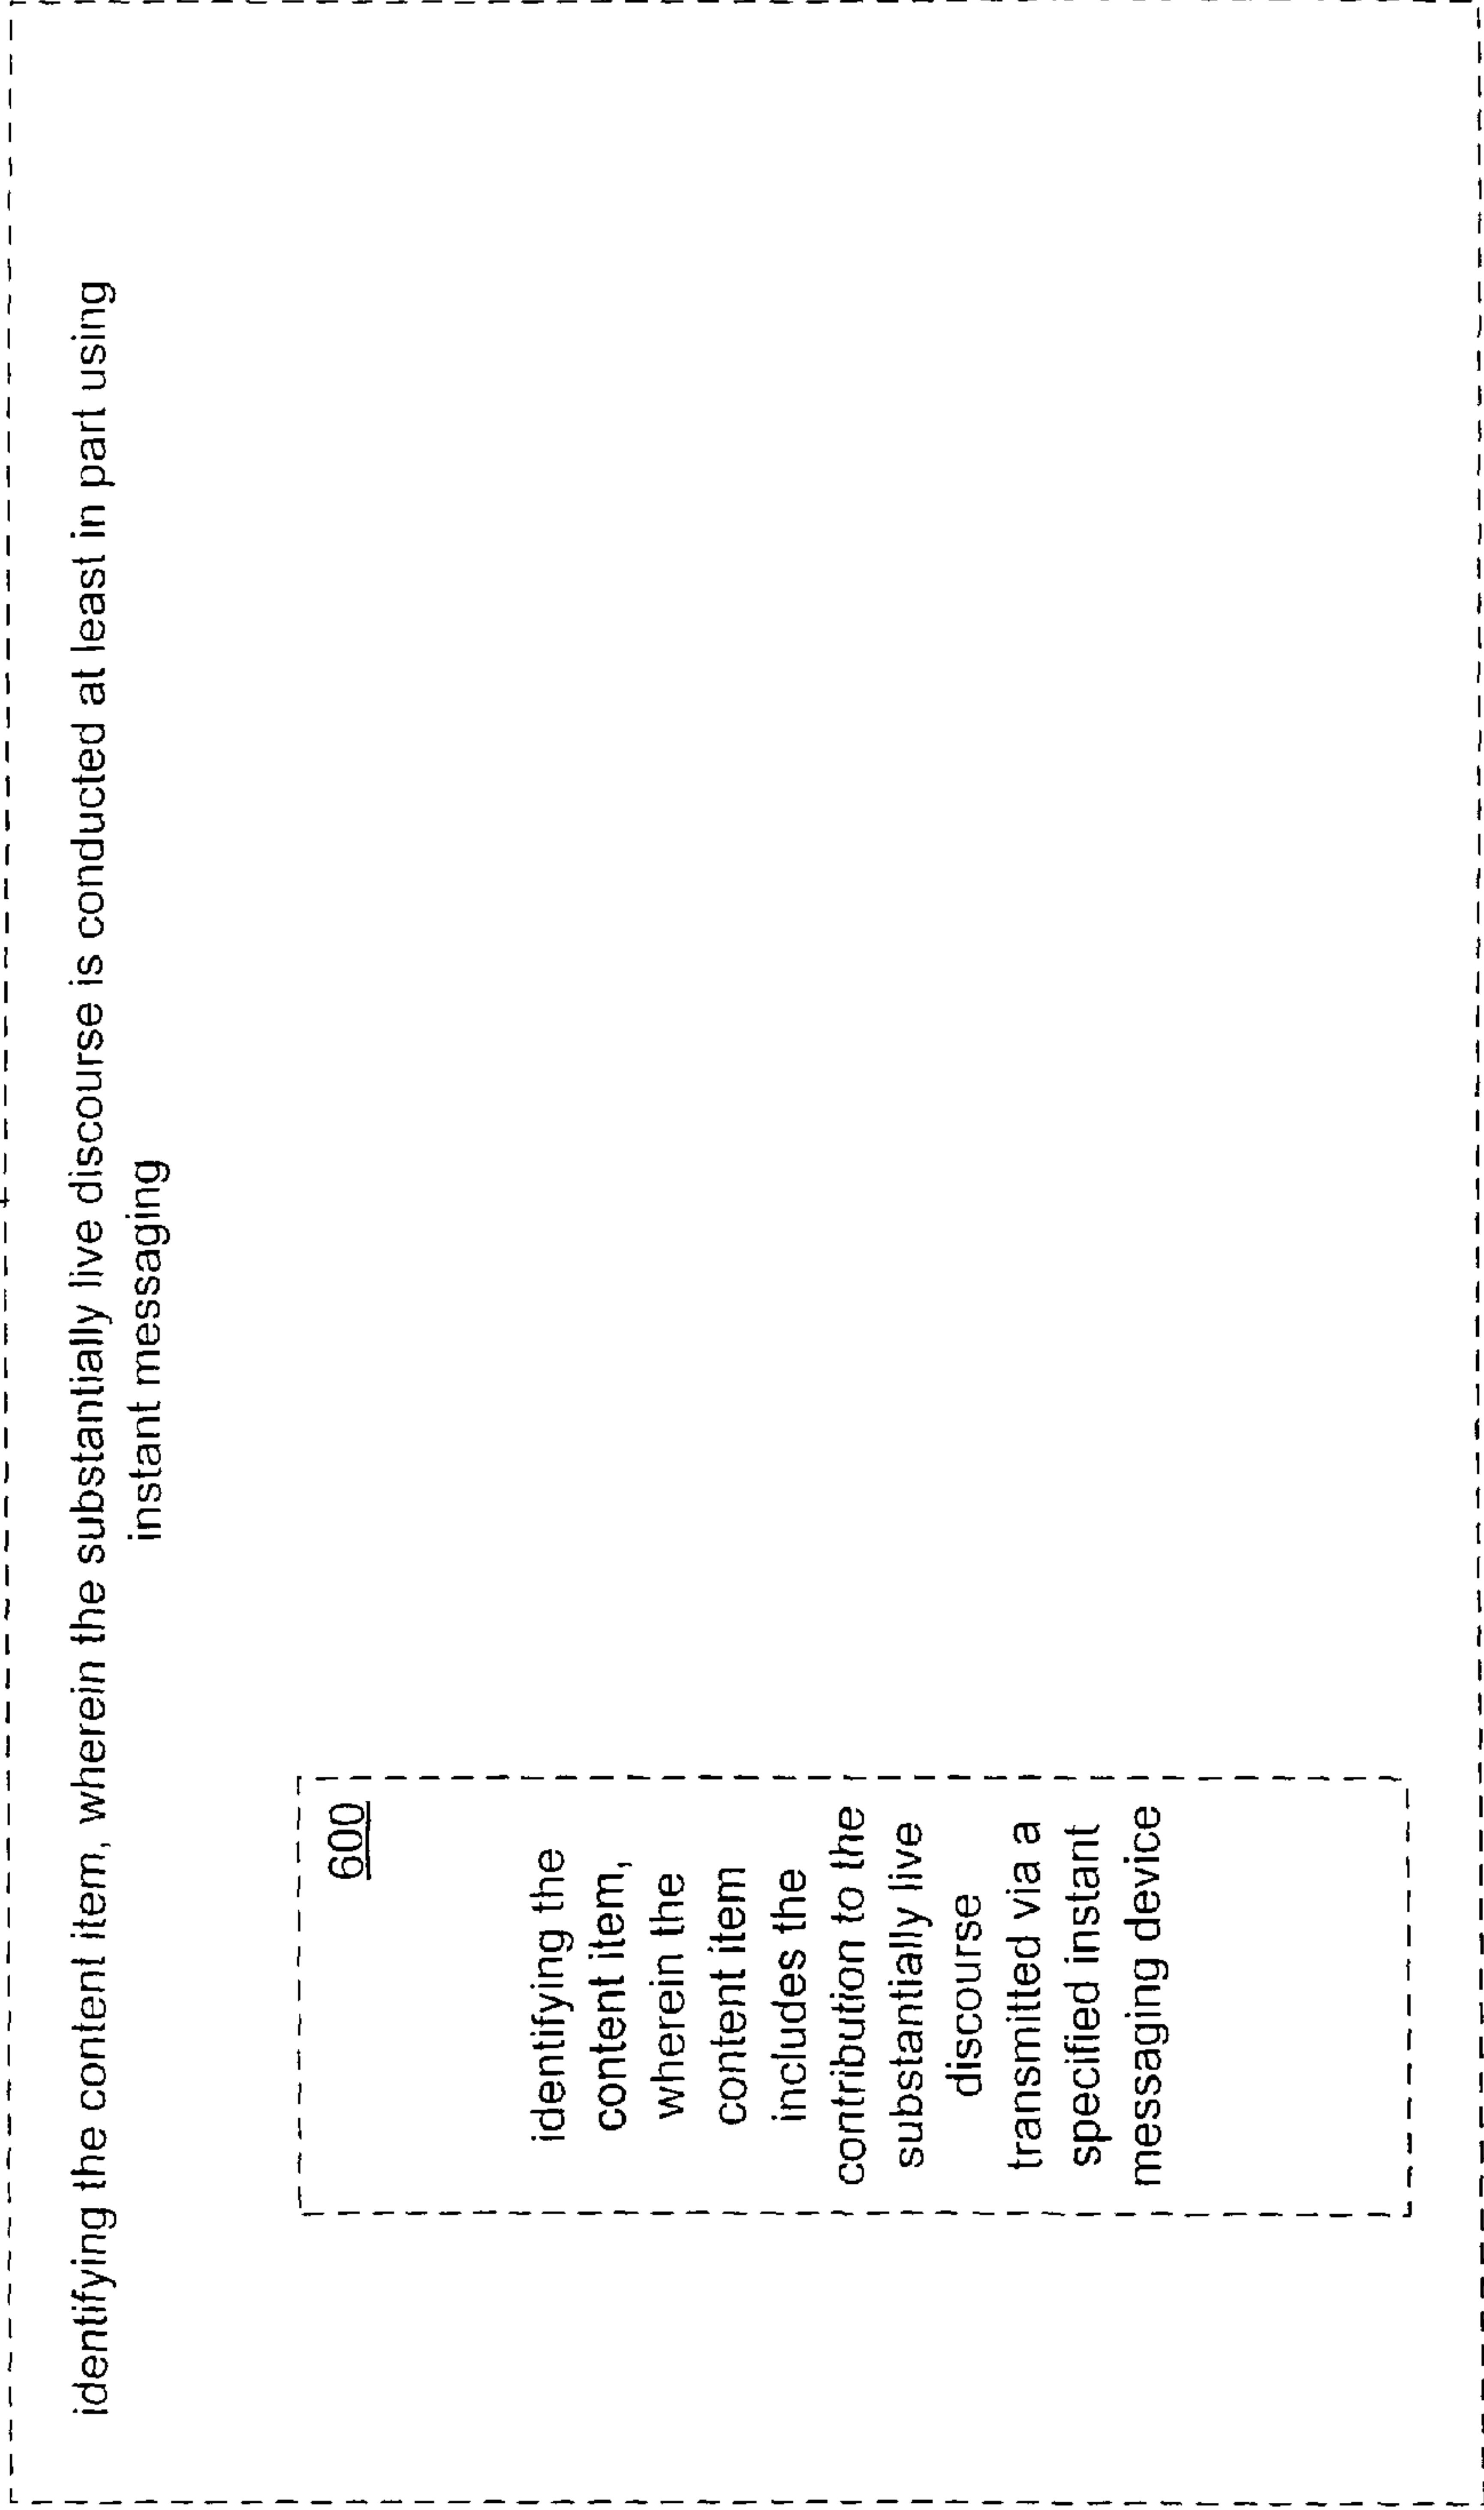 identifying the content item, wherein the substantially live discourse is conducted at least in part using
instant messaging
600
identifying the
content item,
wherein the
content item
includes the
contribution to the
substantially live
discourse
transmitted via a
specified instant
messaging device